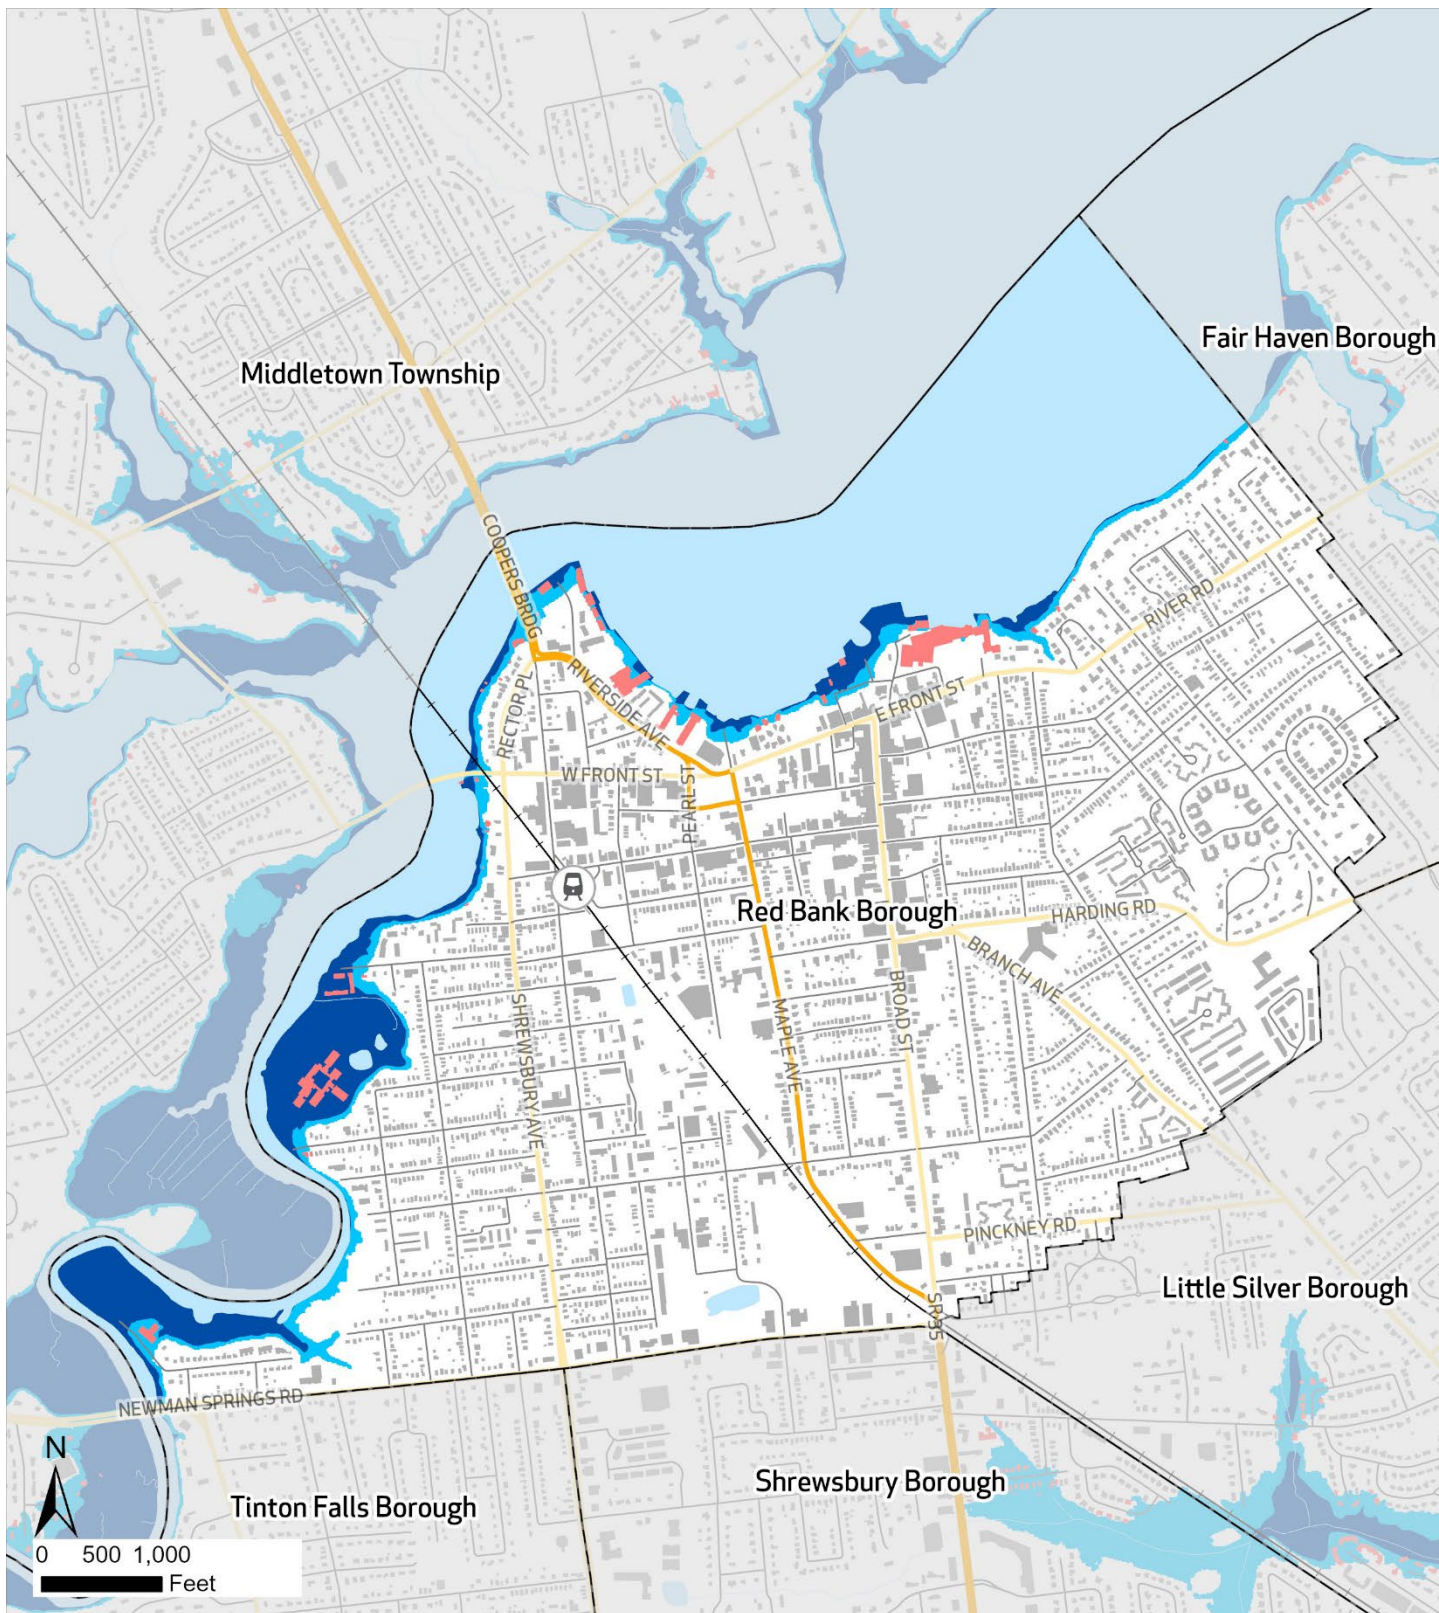 Fair Haven Borough
Middletown Township
COOPERS BRDG
RIVER RD
RIVERSIDE AVE
RECTOR PL
E FRONT ST
W FRONT ST
PEARL ST
Red Bank Borough
HARDING RD
BRANCH AVE
SHREWSBURY AVE
MAPLE AVE
BROAD ST
PINCKNEY RD
Little Silver Borough
SR 35
NEWMAN SPRINGS RD
N
Shrewsbury Borough
Tinton Falls Borough
0 500 1,000
Feet